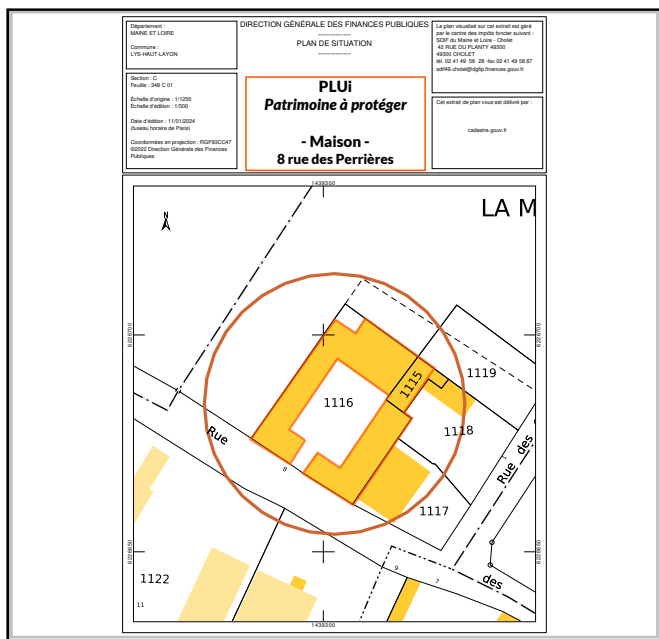 Département :
MAINE ET LOIRE
Commune :
LYS-HAUT-LAYON
Section : C
Feuille : 348 C 01
Échelle d'origine : 1/1250
Échelle d'édition : 1/500
Date d'édition : 11/01/2024
(fuseau horaire de Paris)
Coordonnées en projection : RGF93CC47
©2022 Direction Générale des Finances
Publiques
DIRECTION GÉNÉRALE DES FINANCES PUBLIQUES
-------------
PLAN DE SITUATION
-------------
PLUi
Patrimoine à protéger
- Maison -
8 rue des Perrières
Le plan visualisé sur cet extrait est géré
par le centre des impôts foncier suivant :
SDIF du Maine et Loire - Cholet
42 RUE DU PLANTY 49300
49300 CHOLET
tél. 02 41 49 58 28 -fax 02 41 49 58 87
sdif49.cholet@dgfip.finances.gouv.fr
Cet extrait de plan vous est délivré par :
cadastre.gouv.fr
1439300
N
LA M
6226700
6226700
1119
1115
1116
1118
Rue
Rue des
8
1117
6226650
6226650
1122
9
7
des
11
1439300